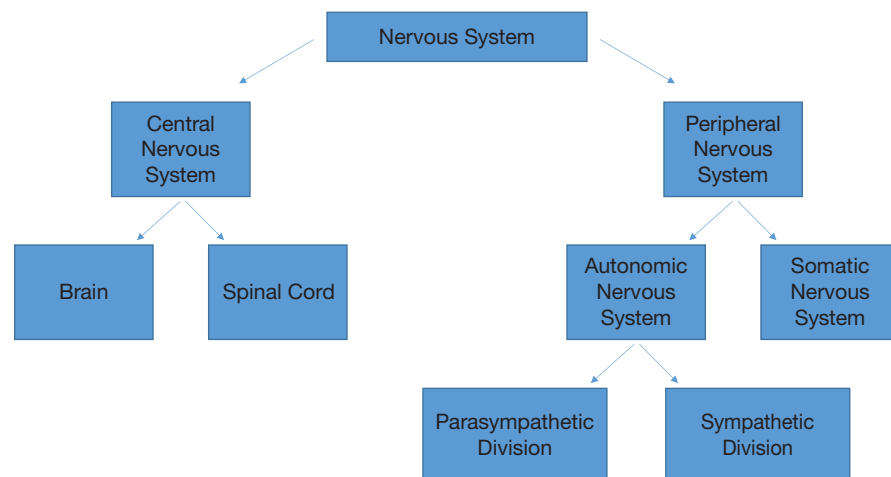 Nervous System
Central
Nervous
System
Peripheral
Nervous
System
Brain
Spinal Cord
Autonomic
Nervous
System
Somatic
Nervous
System
Parasympathetic
Division
Sympathetic
Division